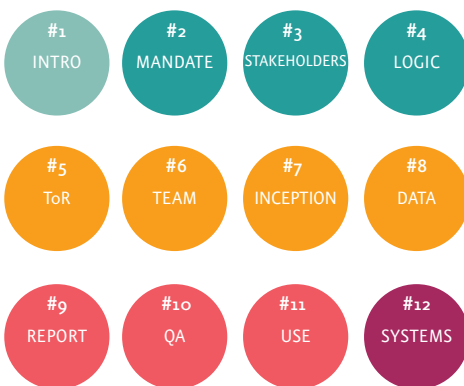 #1
INTRO
#2
MANDATE
#3
STAKEHOLDERS
#4
LOGIC
#5
ToR
#6
TEAM
#7
INCEPTION
#8
DATA
#9
REPORT
#10
QA
#11
USE
#12
SYSTEMS